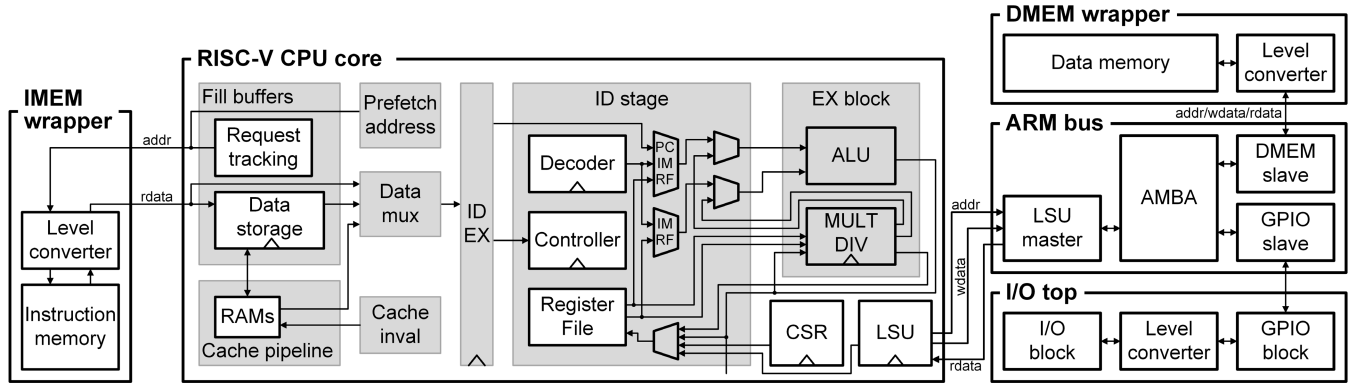 IMEM
wrapper
Level
converter
Instruction
memory
addr
rdata
RISC-V CPU core
Fill buffers
Request
tracking
Data
storage
RAMs
Cache pipeline
Prefetch
address
Data
mux
Cache
inval
ID
EX
ID stage
Decoder
Controller
Register
File
PC
IM
RF
IM
RF
EX block
ALU
MULT
DIV
CSR
LSU
addr
wdata
rdata
DMEM wrapper
Data memory
Level
converter
addr/wdata/rdata
ARM bus
LSU
master
AMBA
DMEM
slave
GPIO
slave
I/O top
I/O
block
Level
converter
GPIO
block